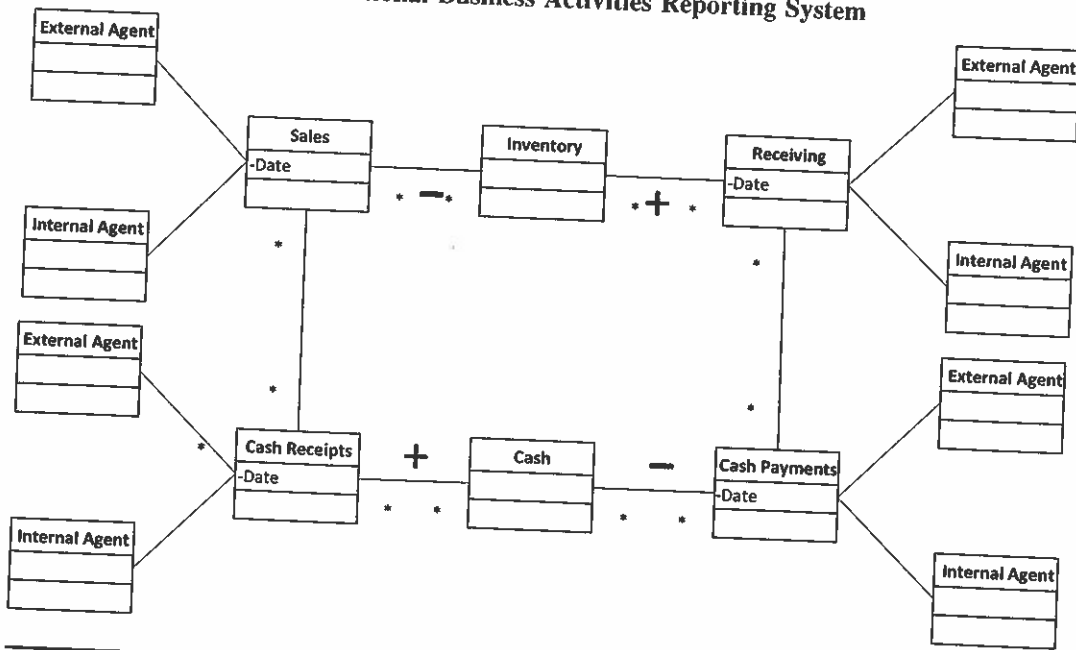 Business Activities Reporting System
External Agent
External Agent
Sales
-Date
Inventory
Receiving
-Date
* − *
* + *
Internal Agent
*
*
Internal Agent
External Agent
*
*
External Agent
*
Cash Receipts
-Date
+
Cash
−
Cash Payments
-Date
* *
* *
Internal Agent
Internal Agent